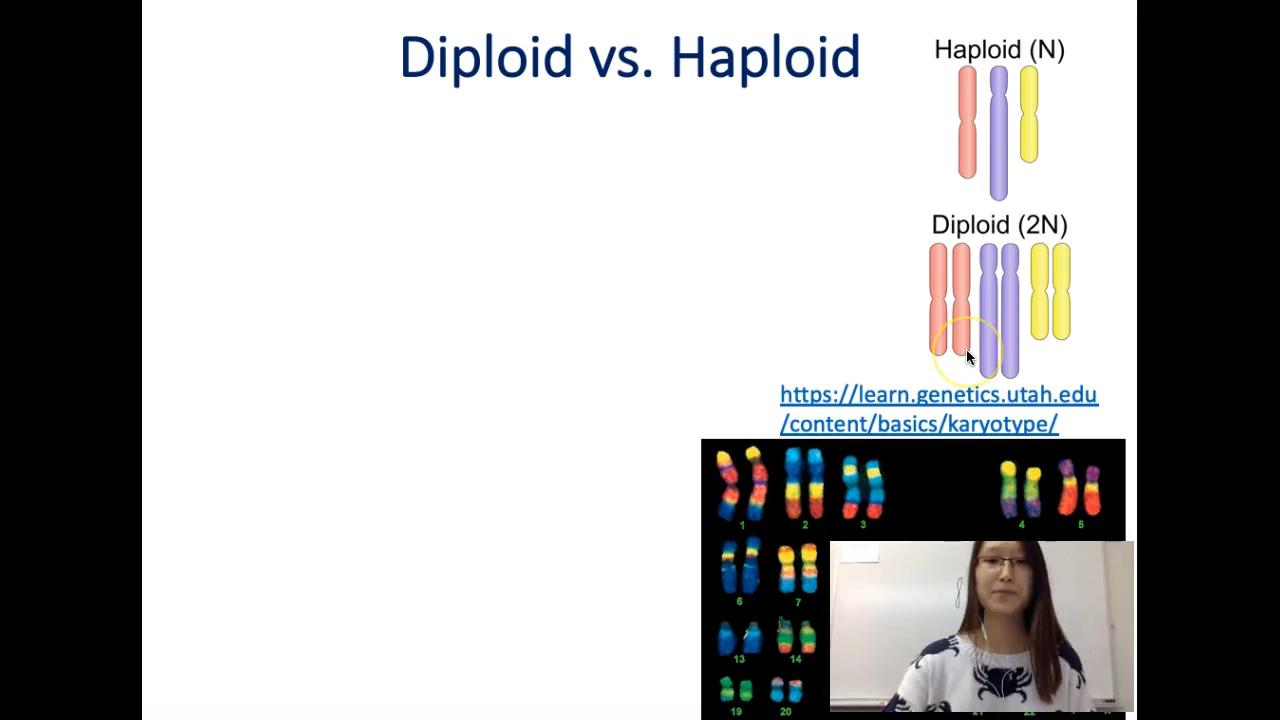 Diploid vs. Haploid
Haploid (N)
Diploid (2N)
https://learn.genetics.utah.edu
/content/basics/karyotype/
1 2 3 4 5
6 7
13 14
19 20